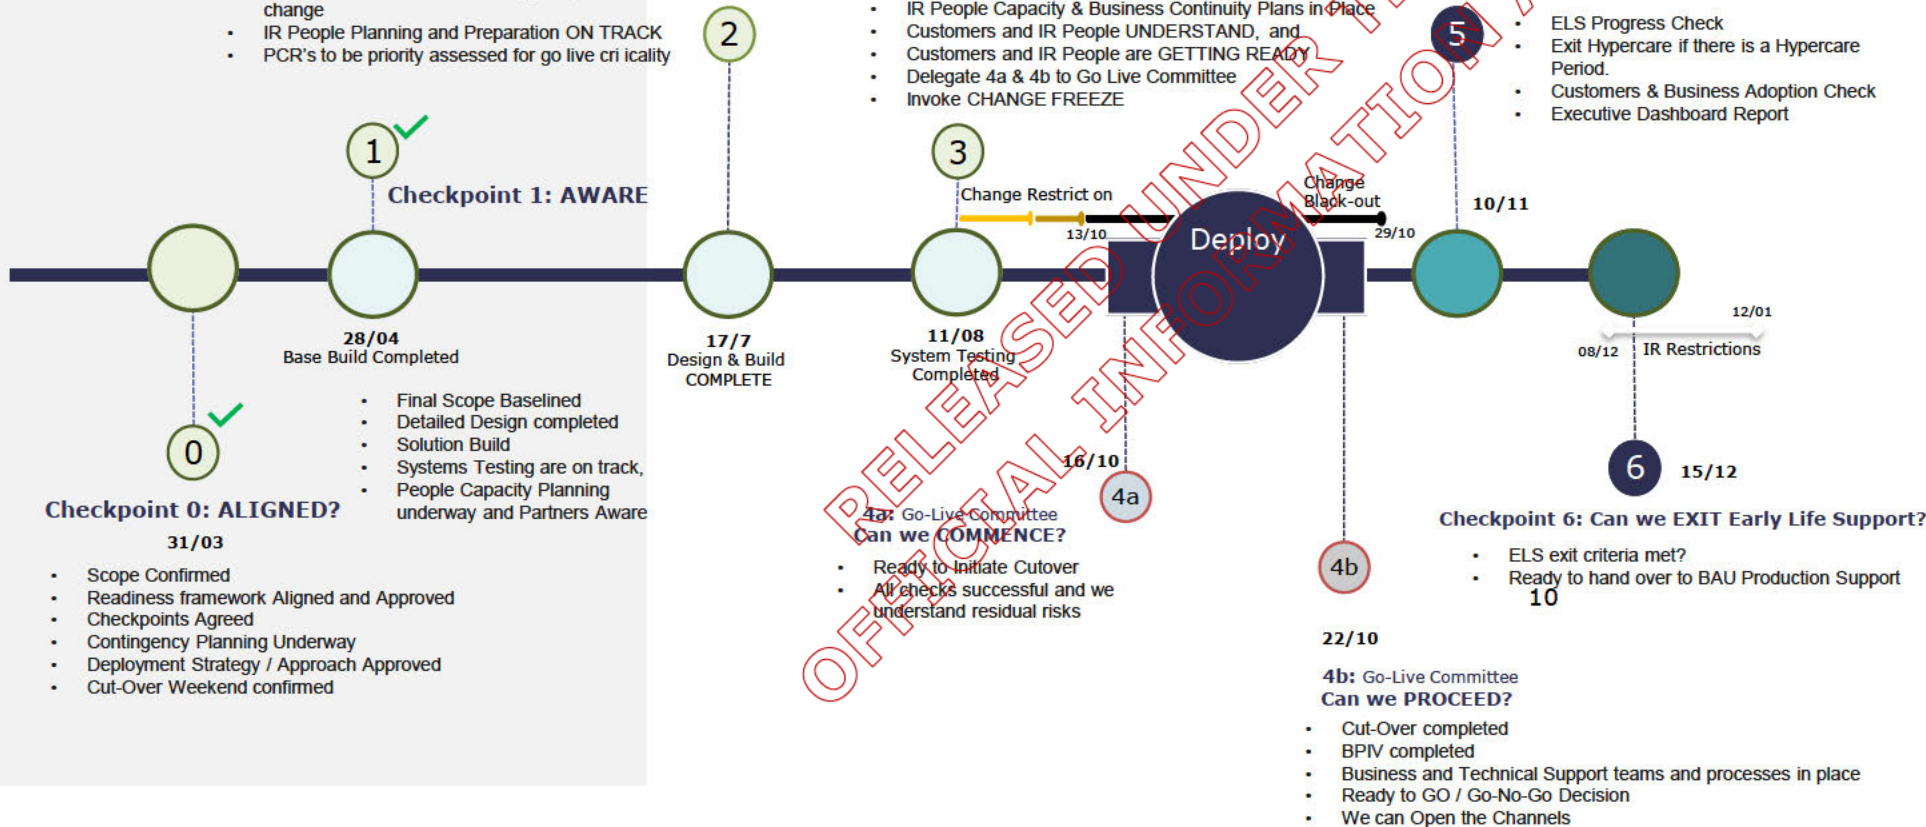 change
• IR People Planning and Preparation ON TRACK
• PCR's to be priority assessed for go live cri icality
2
• IR People Capacity & Business Continuity Plans in Place
• Customers and IR People UNDERSTAND, and
• Customers and IR People are GETTING READY
• Delegate 4a & 4b to Go Live Committee
• Invoke CHANGE FREEZE
5
• ELS Progress Check
• Exit Hypercare if there is a Hypercare
Period.
• Customers & Business Adoption Check
• Executive Dashboard Report
1
Checkpoint 1: AWARE
3
Change Restrict on
13/10
Deploy
Change
Black-out
29/10
10/11
28/04
Base Build Completed
17/7
Design & Build
COMPLETE
11/08
System Testing
Completed
12/01
08/12
IR Restrictions
• Final Scope Baselined
• Detailed Design completed
• Solution Build
• Systems Testing are on track,
• People Capacity Planning
underway and Partners Aware
0
Checkpoint 0: ALIGNED?
31/03
• Scope Confirmed
• Readiness framework Aligned and Approved
• Checkpoints Agreed
• Contingency Planning Underway
• Deployment Strategy / Approach Approved
• Cut-Over Weekend confirmed
16/10
4a
4a: Go-Live Committee
Can we COMMENCE?
• Ready to Initiate Cutover
• All checks successful and we
understand residual risks
4b
22/10
4b: Go-Live Committee
Can we PROCEED?
• Cut-Over completed
• BPIV completed
• Business and Technical Support teams and processes in place
• Ready to GO / Go-No-Go Decision
• We can Open the Channels
6
15/12
Checkpoint 6: Can we EXIT Early Life Support?
• ELS exit criteria met?
• Ready to hand over to BAU Production Support
10
RELEASED UNDER
OFFICIAL INFORMATION